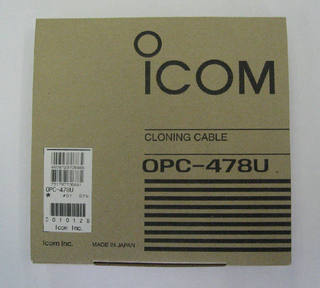 ICOM
CLONING CABLE
OPC-478U
OPC-478U
Icom Inc.
Icom Inc.
MADE IN JAPAN